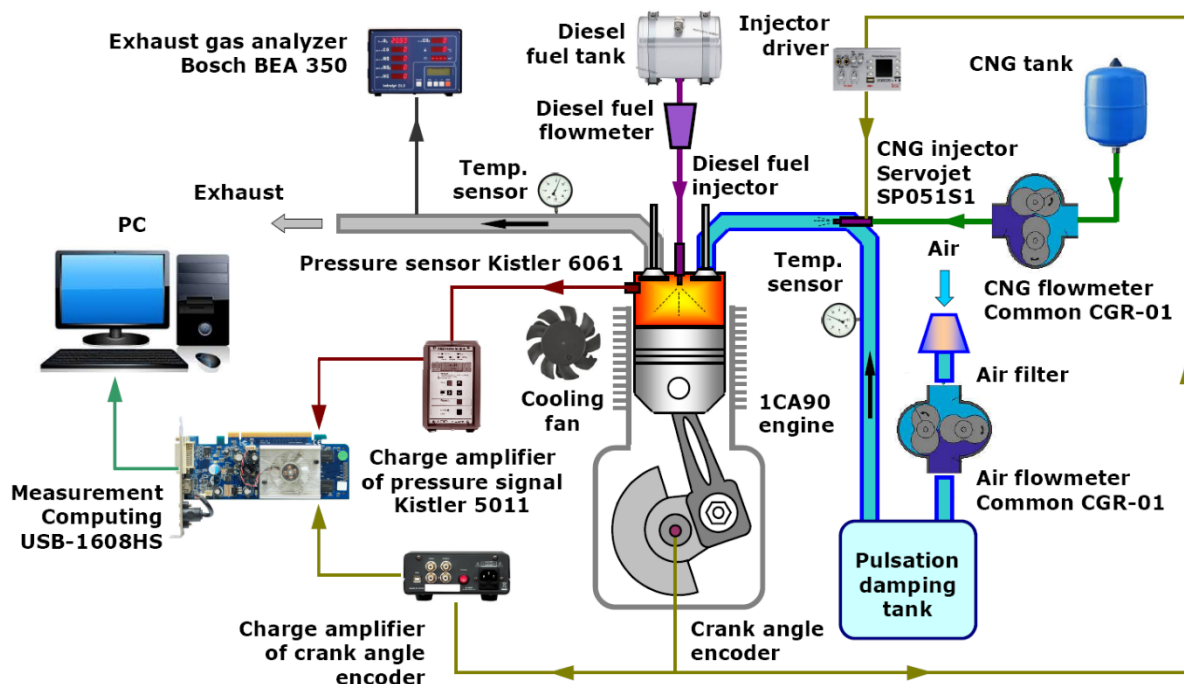 Exhaust gas analyzer
Bosch BEA 350
Diesel
fuel tank
Injector
driver
CNG tank
Diesel fuel
flowmeter
Temp.
sensor
Diesel fuel
injector
CNG injector
Servojet
SP051S1
Exhaust
PC
Air
Pressure sensor Kistler 6061
Temp.
sensor
CNG flowmeter
Common CGR-01
Air filter
Cooling
fan
1CA90
engine
Charge amplifier
of pressure signal
Kistler 5011
Air flowmeter
Common CGR-01
Measurement
Computing
USB-1608HS
Pulsation
damping
tank
Charge amplifier
of crank angle
encoder
Crank angle
encoder